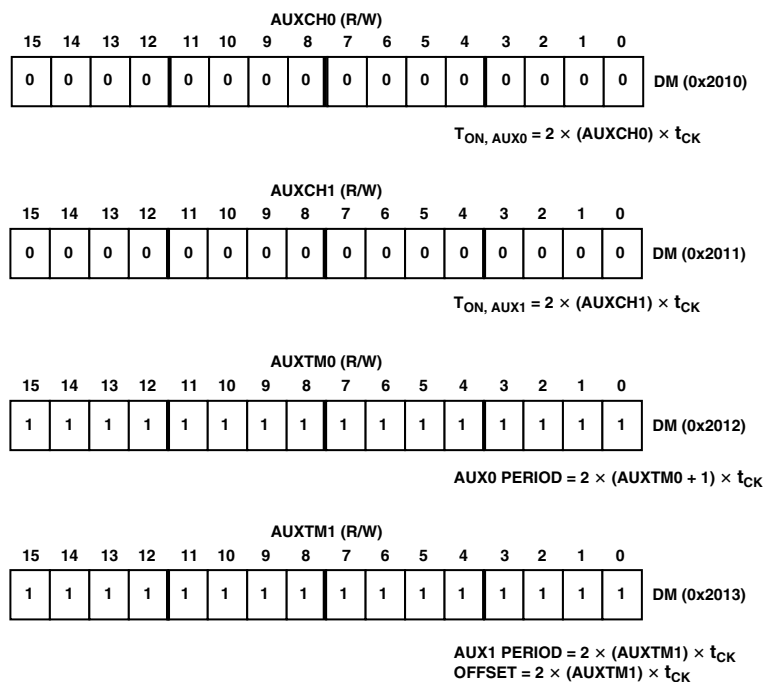 AUXCH0 (R/W)
15 14 13 12 11 10 9 8 7 6 5 4 3 2 1 0
0 0 0 0 0 0 0 0 0 0 0 0 0 0 0 0 DM (0x2010)
T_ON, AUX0 = 2 × (AUXCH0) × t_CK
AUXCH1 (R/W)
15 14 13 12 11 10 9 8 7 6 5 4 3 2 1 0
0 0 0 0 0 0 0 0 0 0 0 0 0 0 0 0 DM (0x2011)
T_ON, AUX1 = 2 × (AUXCH1) × t_CK
AUXTM0 (R/W)
15 14 13 12 11 10 9 8 7 6 5 4 3 2 1 0
1 1 1 1 1 1 1 1 1 1 1 1 1 1 1 1 DM (0x2012)
AUX0 PERIOD = 2 × (AUXTM0 + 1) × t_CK
AUXTM1 (R/W)
15 14 13 12 11 10 9 8 7 6 5 4 3 2 1 0
1 1 1 1 1 1 1 1 1 1 1 1 1 1 1 1 DM (0x2013)
AUX1 PERIOD = 2 × (AUXTM1) × t_CK
OFFSET = 2 × (AUXTM1) × t_CK